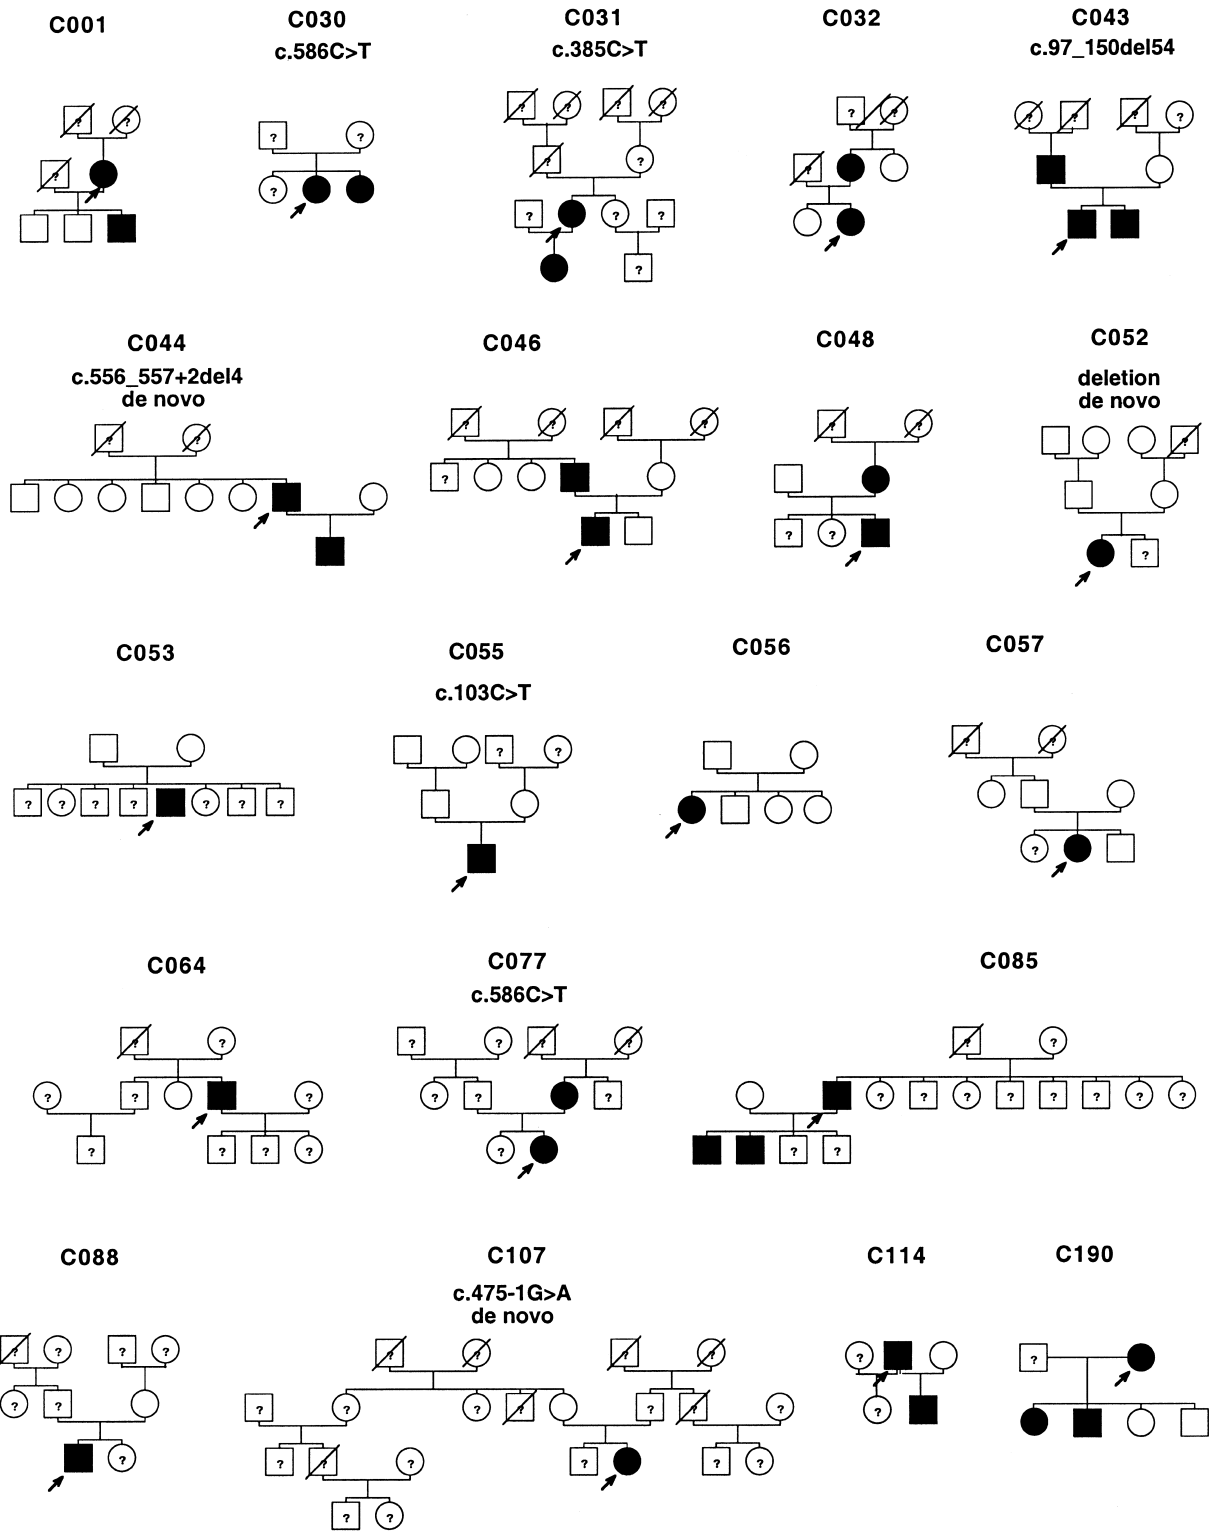 C001
C030
c.586C>T
C031
c.385C>T
C032
C043
c.97_150del54
? ?
? ?
?
? ? ? ?
? ?
? ? ?
?
? ?
?
? ? ? ?
C044
c.556_557+2del4
de novo
C046
C048
C052
deletion
de novo
? ?
? ? ? ?
?
? ?
? ?
?
?
C053
C055
c.103C>T
C056
C057
? ? ? ? ? ? ?
? ?
? ?
?
C064
C077
c.586C>T
C085
? ?
? ? ?
?
? ? ?
? ? ? ?
? ? ?
?
? ?
? ? ? ? ? ? ? ?
? ?
C088
C107
c.475-1G>A
de novo
C114
C190
? ? ? ?
? ?
?
? ? ? ?
? ? ? ? ? ? ?
? ? ? ? ? ?
? ?
?
?
?